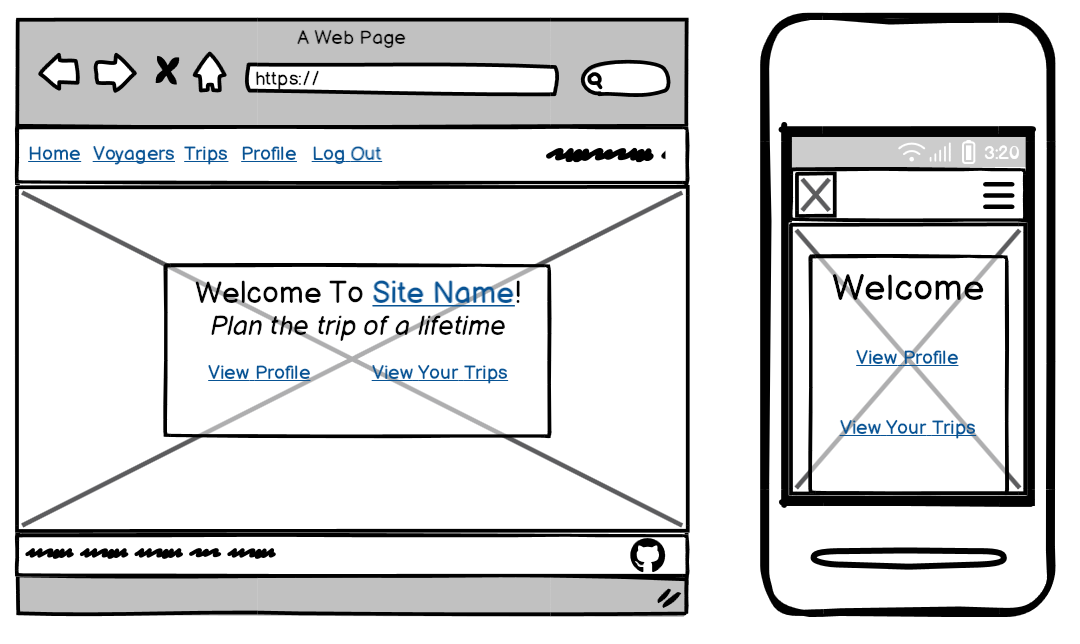 A Web Page
https://
Home Voyagers Trips Profile Log Out
Welcome To Site Name!
Plan the trip of a lifetime
View Profile View Your Trips
3:20
Welcome
View Profile
View Your Trips